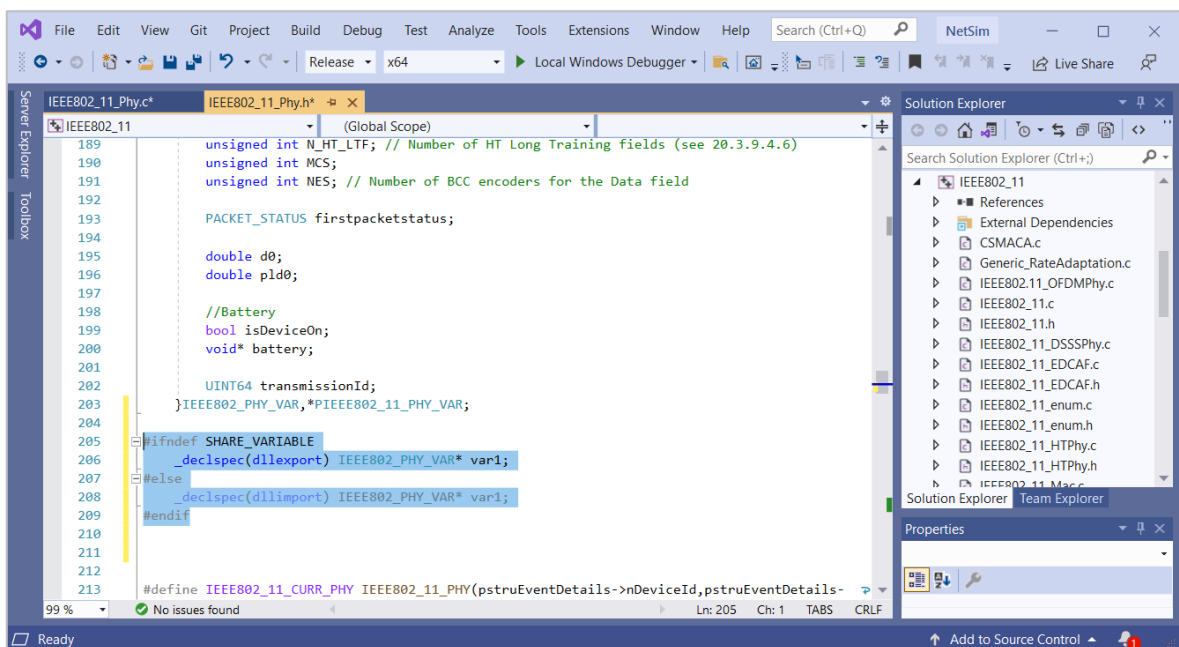 File Edit View Git Project Build Debug Test Analyze Tools Extensions Window Help Search (Ctrl+Q) NetSim
Release x64 Local Windows Debugger Live Share
Server Explorer
Toolbox
IEEE802_11_Phy.c* IEEE802_11_Phy.h*
IEEE802_11 (Global Scope)
189 unsigned int N_HT_LTF; // Number of HT Long Training fields (see 20.3.9.4.6)
190 unsigned int MCS;
191 unsigned int NES; // Number of BCC encoders for the Data field
192
193 PACKET_STATUS firstpacketstatus;
194
195 double d0;
196 double pld0;
197
198 //Battery
199 bool isDeviceOn;
200 void* battery;
201
202 UINT64 transmissionId;
203 }IEEE802_PHY_VAR,*PIEEE802_11_PHY_VAR;
204
205 #ifndef SHARE_VARIABLE
206 _declspec(dllexport) IEEE802_PHY_VAR* var1;
207 #else
208 _declspec(dllimport) IEEE802_PHY_VAR* var1;
209 #endif
210
211
212
213 #define IEEE802_11_CURR_PHY IEEE802_11_PHY(pstruEventDetails->nDeviceId,pstruEventDetails-
99 % No issues found Ln: 205 Ch: 1 TABS CRLF
Solution Explorer
Search Solution Explorer (Ctrl+;)
IEEE802_11
References
External Dependencies
CSMACA.c
Generic_RateAdaptation.c
IEEE802.11_OFDMPhy.c
IEEE802_11.c
IEEE802_11.h
IEEE802_11_DSSSPhy.c
IEEE802_11_EDCAF.c
IEEE802_11_EDCAF.h
IEEE802_11_enum.c
IEEE802_11_enum.h
IEEE802_11_HTPhy.c
IEEE802_11_HTPhy.h
IEEE802_11_Mac.c
Solution Explorer Team Explorer
Properties
Ready Add to Source Control 1